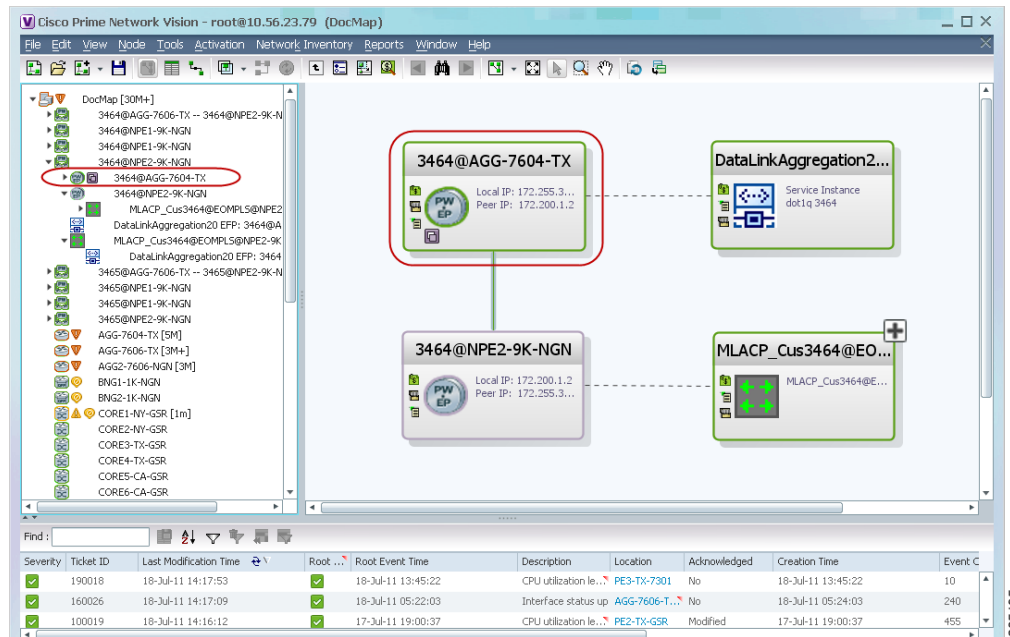 Cisco Prime Network Vision - root@10.56.23.79 (DocMap)
File Edit View Node Tools Activation Network Inventory Reports Window Help
DocMap [30M+]
3464@AGG-7606-TX -- 3464@NPE2-9K-N
3464@NPE1-9K-NGN
3464@NPE1-9K-NGN
3464@NPE2-9K-NGN
3464@AGG-7604-TX
3464@NPE2-9K-NGN
MLACP_Cus3464@EOMPLS@NPE2
DataLinkAggregation20 EFP: 3464@A
MLACP_Cus3464@EOMPLS@NPE2-9K
DataLinkAggregation20 EFP: 3464
3465@AGG-7606-TX -- 3465@NPE2-9K-N
3465@NPE1-9K-NGN
3465@NPE1-9K-NGN
3465@NPE2-9K-NGN
AGG-7604-TX [5M]
AGG-7606-TX [3M+]
AGG2-7606-NGN [3M]
BNG1-1K-NGN
BNG2-1K-NGN
CORE1-NY-GSR [1m]
CORE2-NY-GSR
CORE3-TX-GSR
CORE4-TX-GSR
CORE5-CA-GSR
CORE6-CA-GSR
3464@AGG-7604-TX
PW EP
Local IP: 172.255.3...
Peer IP: 172.200.1.2
DataLinkAggregation2...
Service Instance
dot1q 3464
3464@NPE2-9K-NGN
PW EP
Local IP: 172.200.1.2
Peer IP: 172.255.3...
MLACP_Cus3464@EO...
MLACP_Cus3464@E...
Find :
Severity Ticket ID Last Modification Time Root ... Root Event Time Description Location Acknowledged Creation Time Event C
190018 18-Jul-11 14:17:53 18-Jul-11 13:45:22 CPU utilization le... PE3-TX-7301 No 18-Jul-11 13:45:22 10
160026 18-Jul-11 14:17:09 18-Jul-11 05:22:03 Interface status up AGG-7606-T... No 18-Jul-11 05:24:03 240
100019 18-Jul-11 14:16:12 17-Jul-11 19:00:37 CPU utilization le... PE2-TX-GSR Modified 17-Jul-11 19:00:37 455